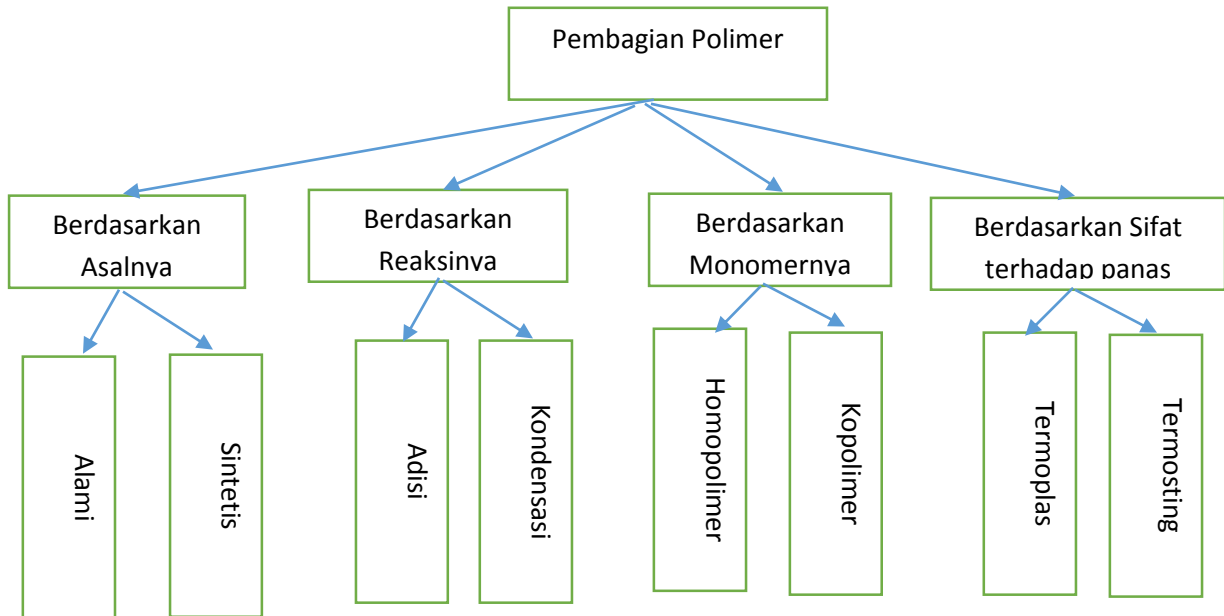 Pembagian Polimer
Berdasarkan
Asalnya
Berdasarkan
Reaksinya
Berdasarkan
Monomernya
Berdasarkan Sifat
terhadap panas
Alami
Sintetis
Adisi
Kondensasi
Homopolimer
Kopolimer
Termoplas
Termosting